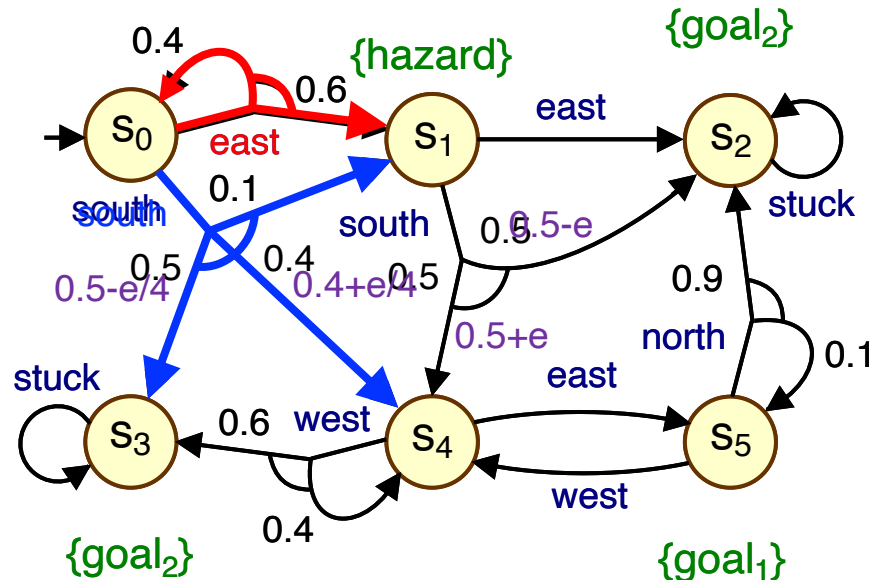 {goal2}
0.4
{hazard}
0.6
s0
east
s1
east
s2
stuck
0.1
south
south
south
0.5
0.5-e
0.5
0.4
0.5
0.5-e/4
0.4+e/4
0.9
0.5+e
north
0.1
stuck
east
west
0.6
s3
s4
s5
west
0.4
{goal2}
{goal1}